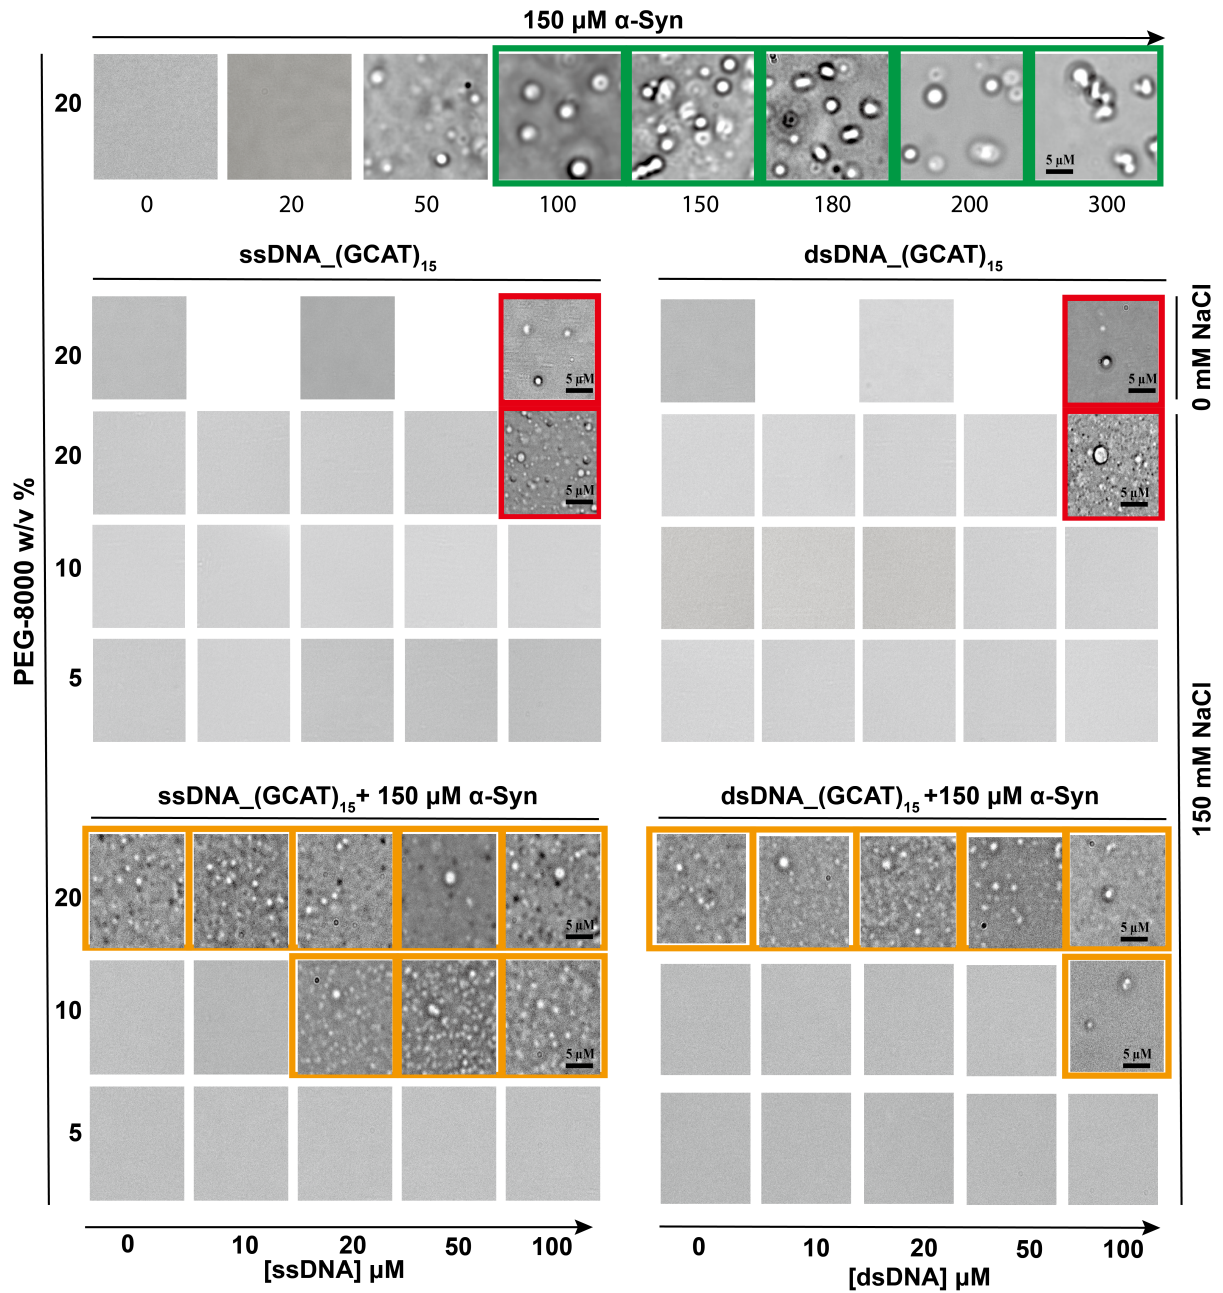 150 µM α-Syn
20
5 µM
0 20 50 100 150 180 200 300
ssDNA_(GCAT)15 dsDNA_(GCAT)15
0 mM NaCl
20
5 µM 5 µM
20
5 µM 5 µM
PEG-8000 w/v %
10
5
150 mM NaCl
ssDNA_(GCAT)15+ 150 µM α-Syn dsDNA_(GCAT)15 +150 µM α-Syn
20
5 µM 5 µM
10
5 µM 5 µM
5
0 10 20 50 100 0 10 20 50 100
[ssDNA] µM [dsDNA] µM